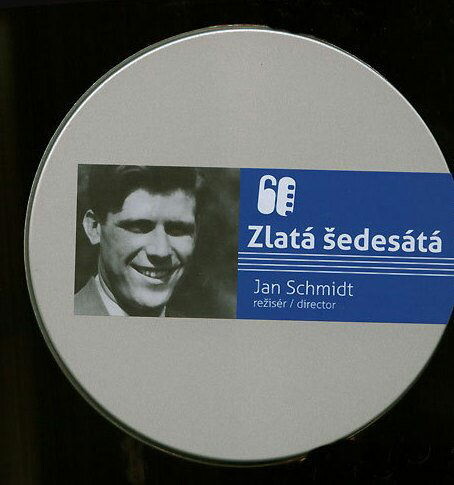 60
Zlatá šedesátá
Jan Schmidt
režisér / director